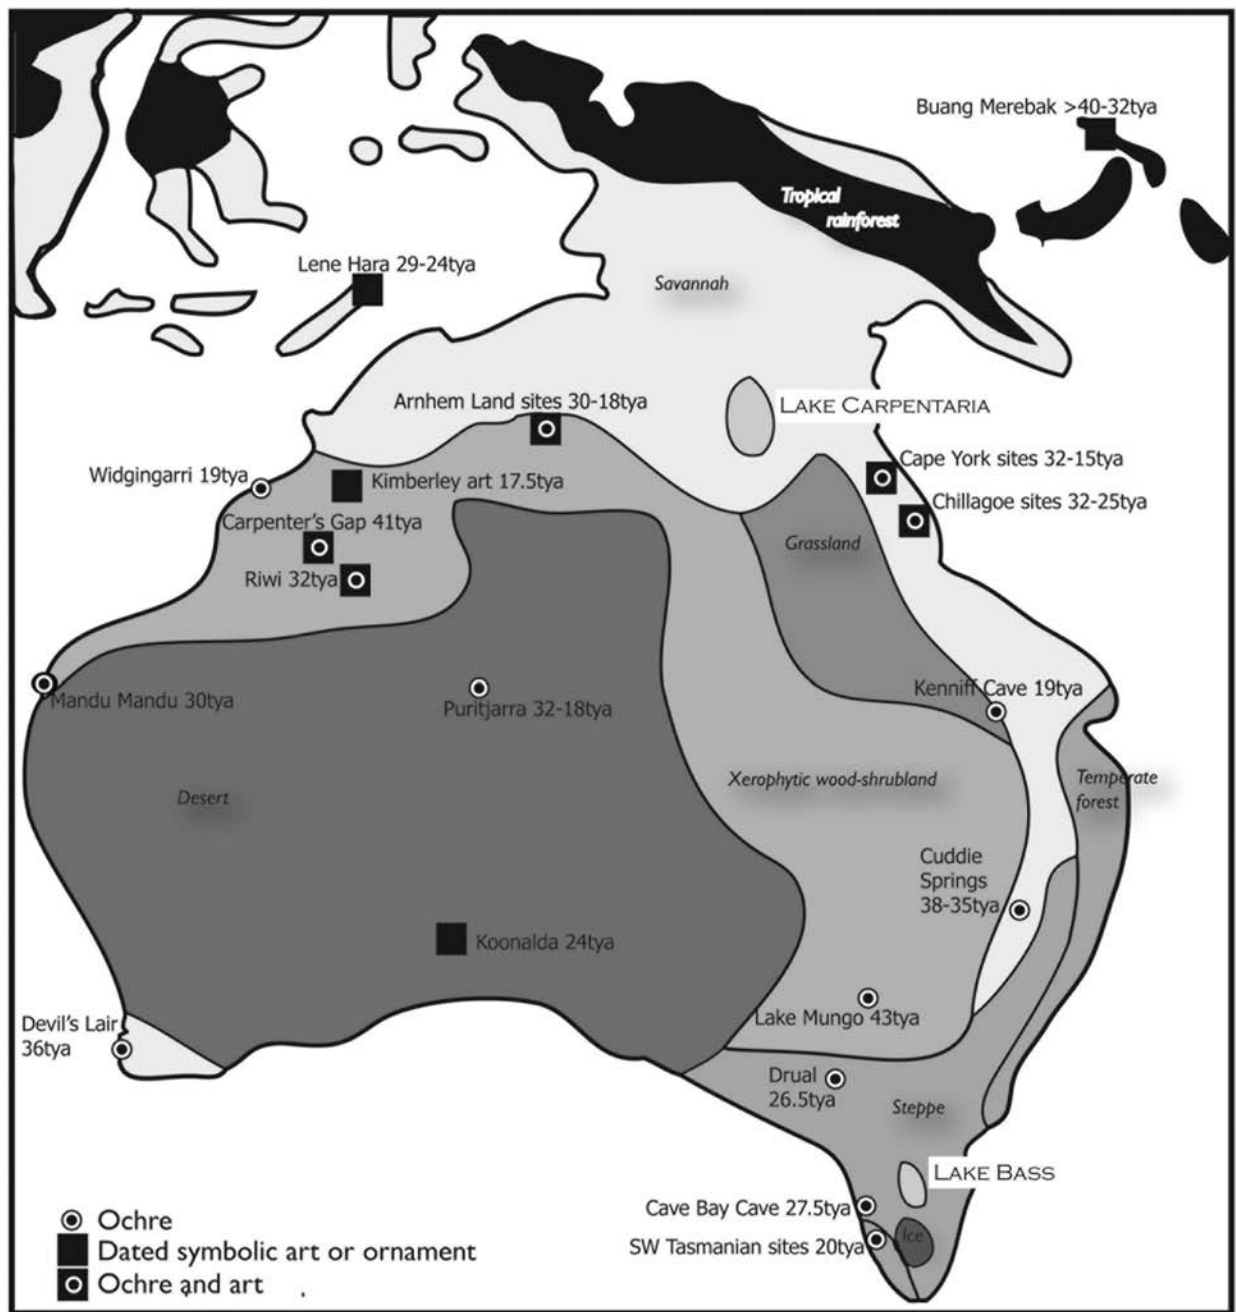 Buang Merebak >40-32tya
Tropical
rainforest
Lene Hara 29-24tya
Savannah
Arnhem Land sites 30-18tya
LAKE CARPENTARIA
Widgingarri 19tya
Kimberley art 17.5tya
Cape York sites 32-15tya
Carpenter's Gap 41tya
Chillagoe sites 32-25tya
Grassland
Riwi 32tya
Mandu Mandu 30tya
Puritjarra 32-18tya
Kenniff Cave 19tya
Desert
Xerophytic wood-shrubland
Temperate
forest
Cuddie
Springs
38-35tya
Koonalda 24tya
Lake Mungo 43tya
Devil's Lair
36tya
Drual
26.5tya
Steppe
LAKE BASS
Cave Bay Cave 27.5tya
SW Tasmanian sites 20tya
Ice
Ochre
Dated symbolic art or ornament
Ochre and art